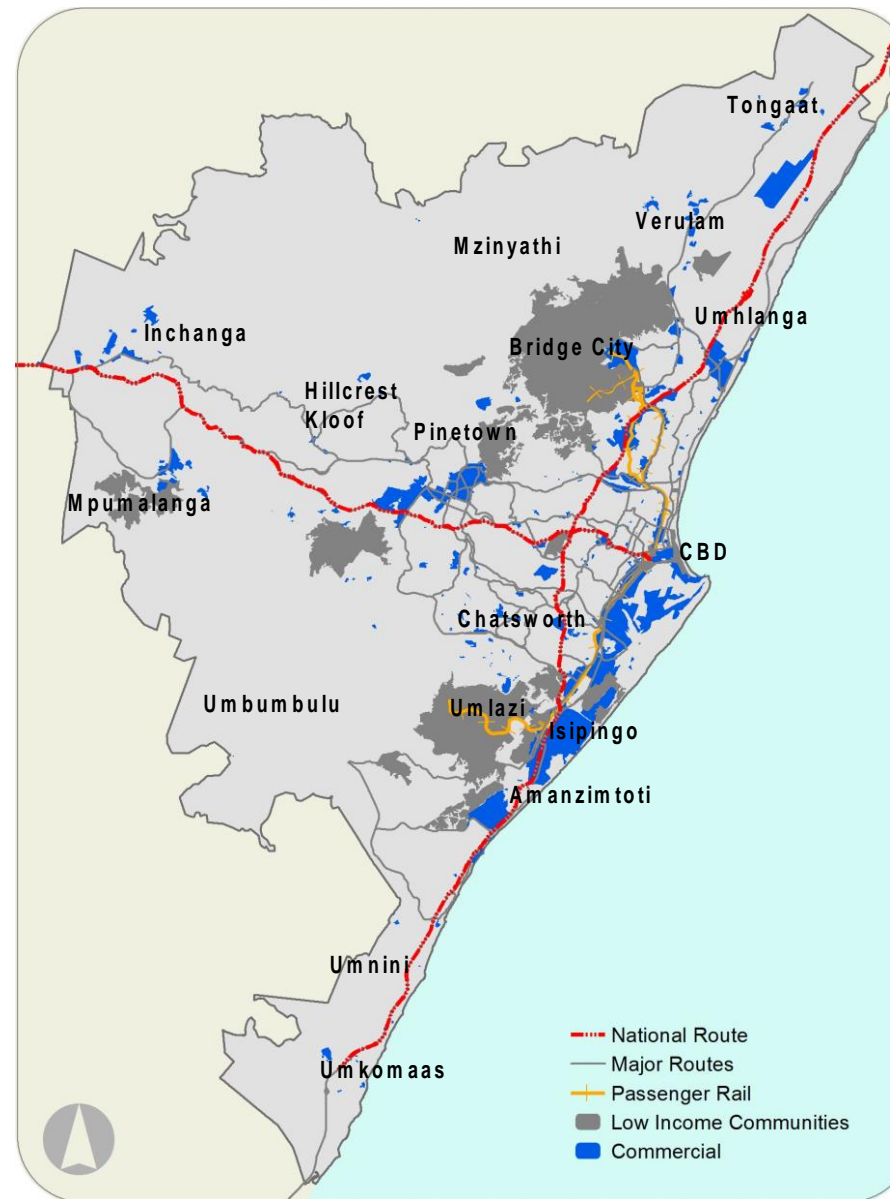 Tongaat
Verulam
Mzinyathi
Umhlanga
Inchanga
Bridge City
Hillcrest
Kloof
Pinetown
Mpumalanga
CBD
Chatsworth
Umbumbulu
Umlazi
Isipingo
Amanzimtoti
Umnini
Umkomaas
National Route
Major Routes
Passenger Rail
Low Income Communities
Commercial